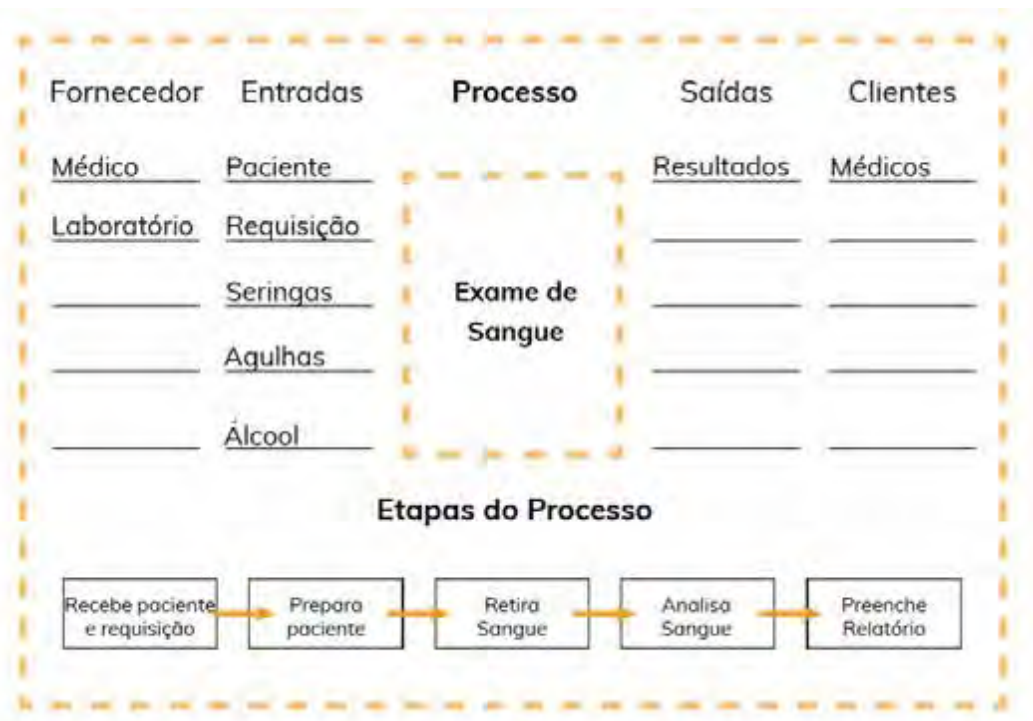 Fornecedor Entradas Processo Saídas Clientes
Médico Paciente Resultados Médicos
Laboratório Requisição
Seringas
Exame de
Sangue
Agulhas
Álcool
Etapas do Processo
Recebe paciente
e requisição
Prepara
paciente
Retira
Sangue
Analisa
Sangue
Preenche
Relatório